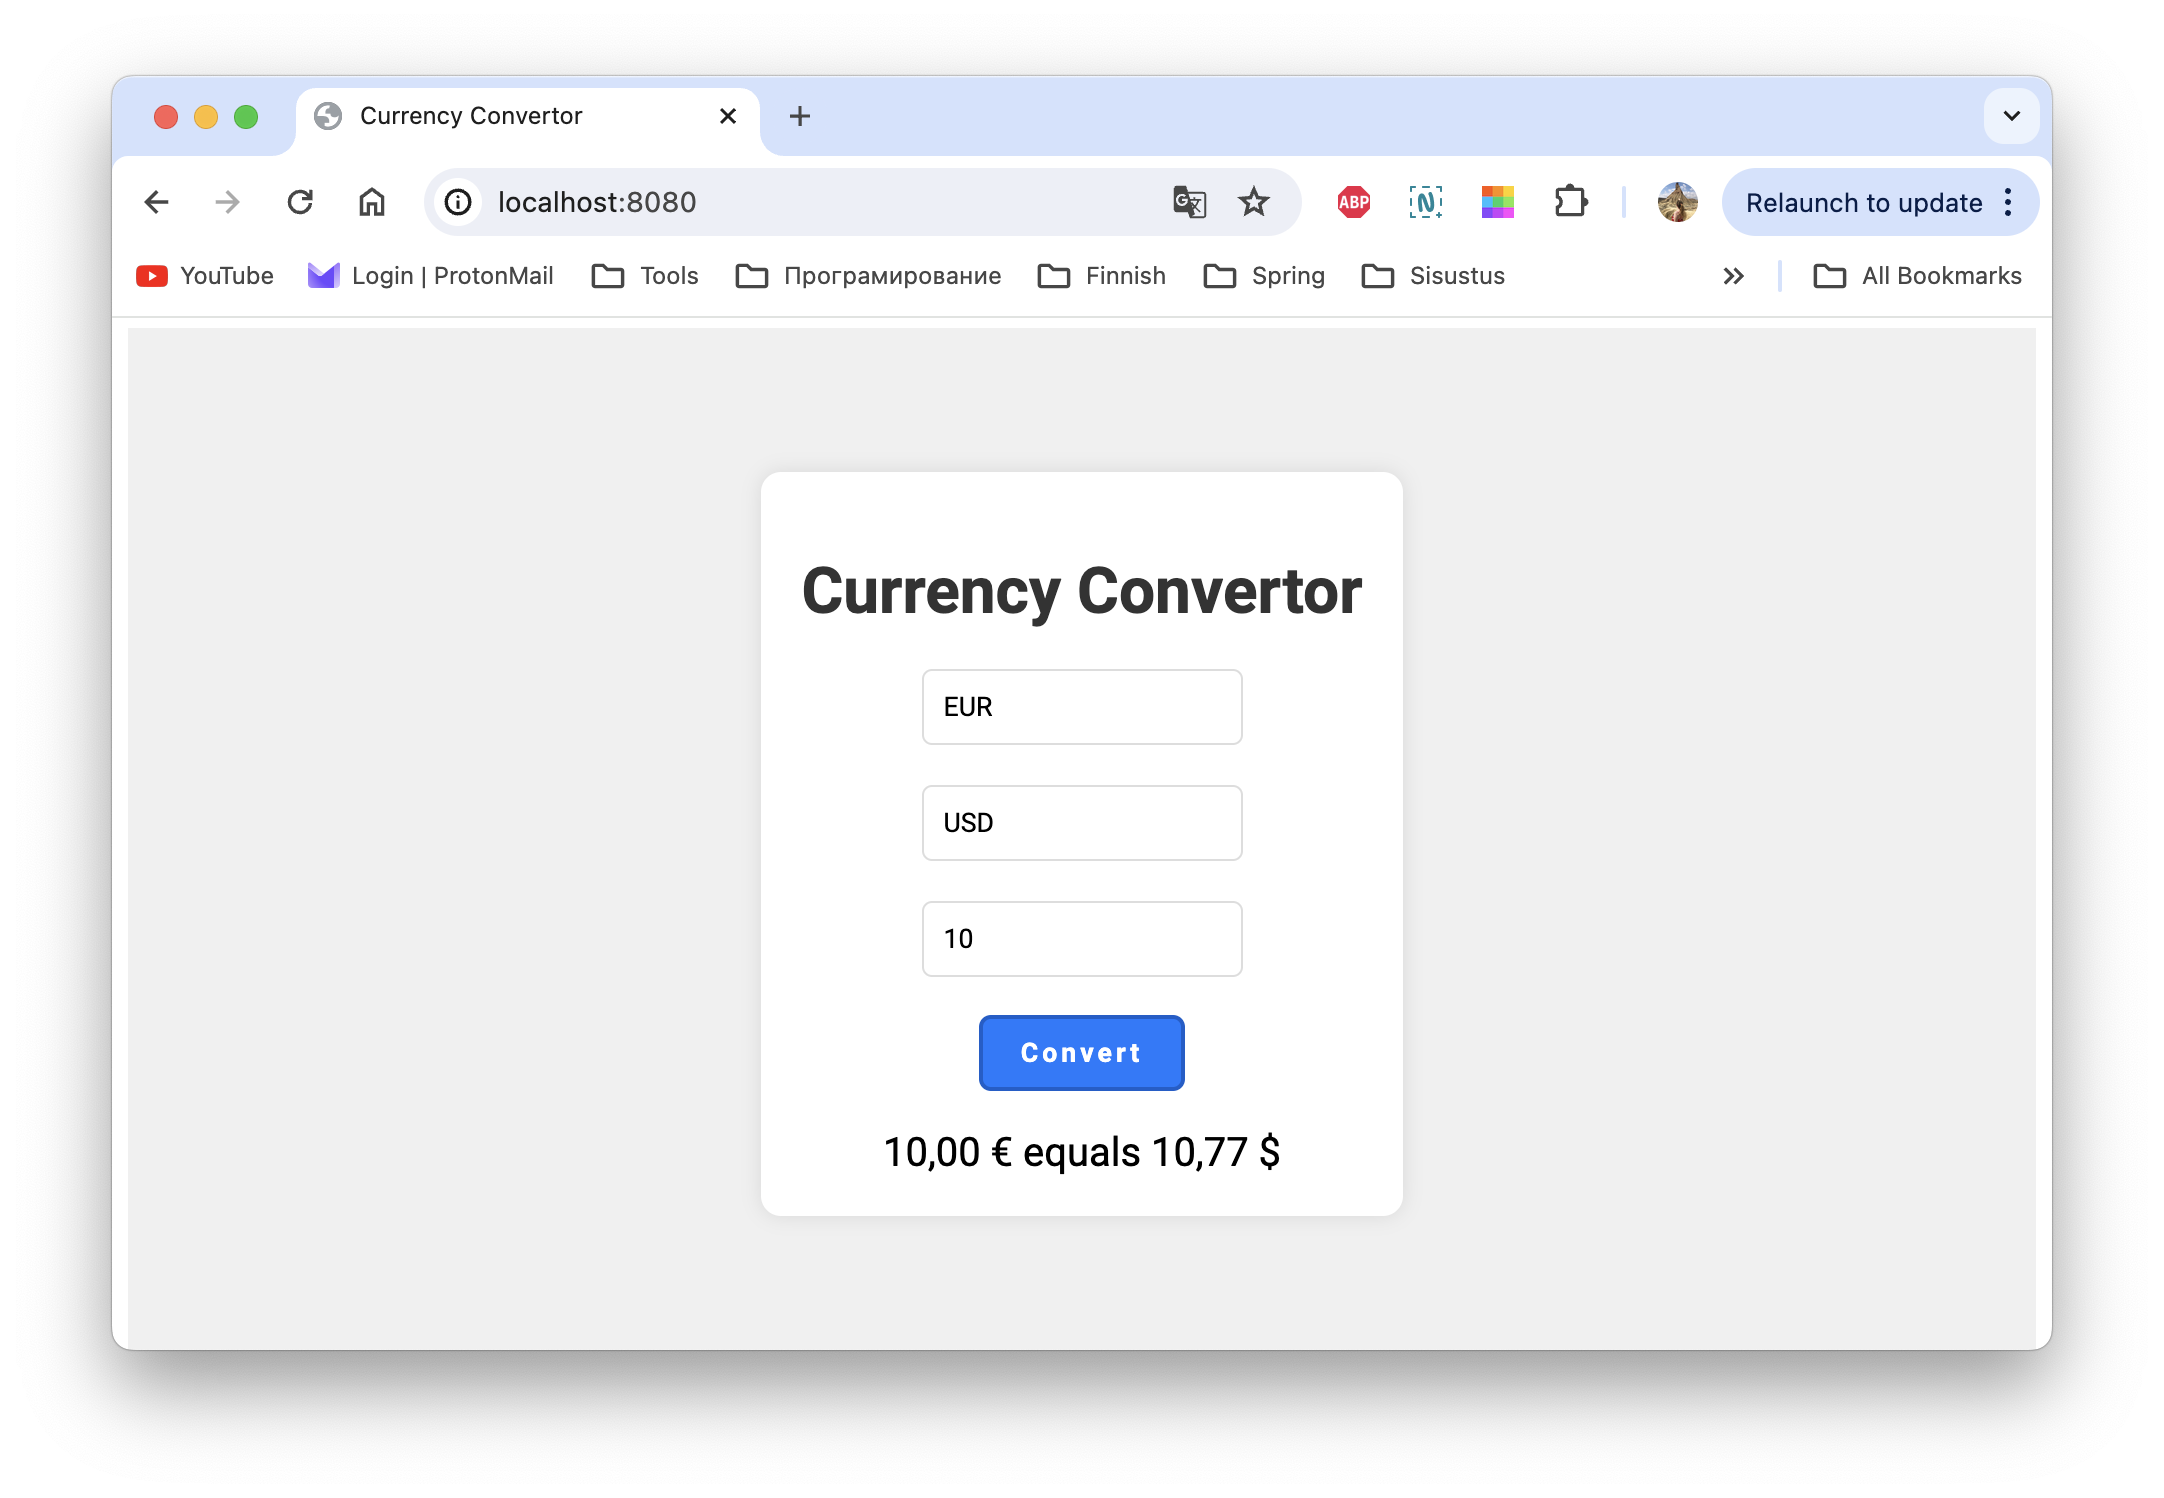 Currency Convertor
localhost:8080
ABP
N
Relaunch to update
YouTube
Login | ProtonMail
Tools
Програмирование
Finnish
Spring
Sisustus
All Bookmarks
Currency Convertor
EUR
USD
10
Convert
10,00 € equals 10,77 $